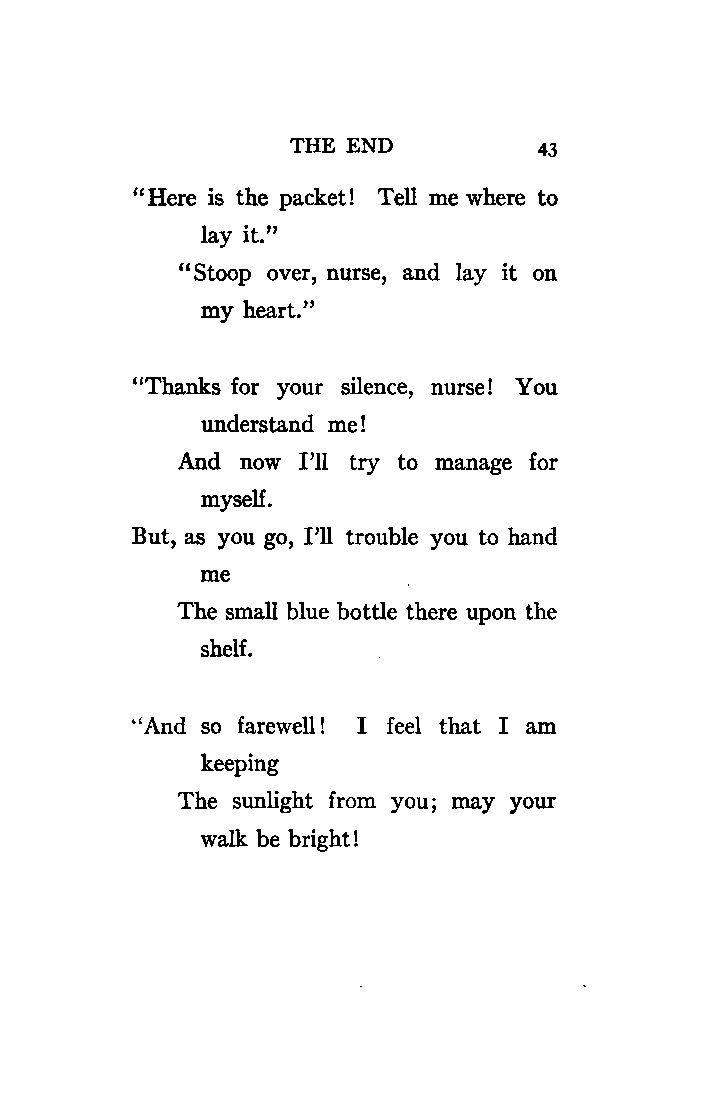 THE END 43
"Here is the packet! Tell me where to
lay it."
"Stoop over, nurse, and lay it on
my heart."
"Thanks for your silence, nurse! You
understand me!
And now I'll try to manage for
myself.
But, as you go, I'll trouble you to hand
me
The small blue bottle there upon the
shelf.
"And so farewell! I feel that I am
keeping
The sunlight from you; may your
walk be bright!